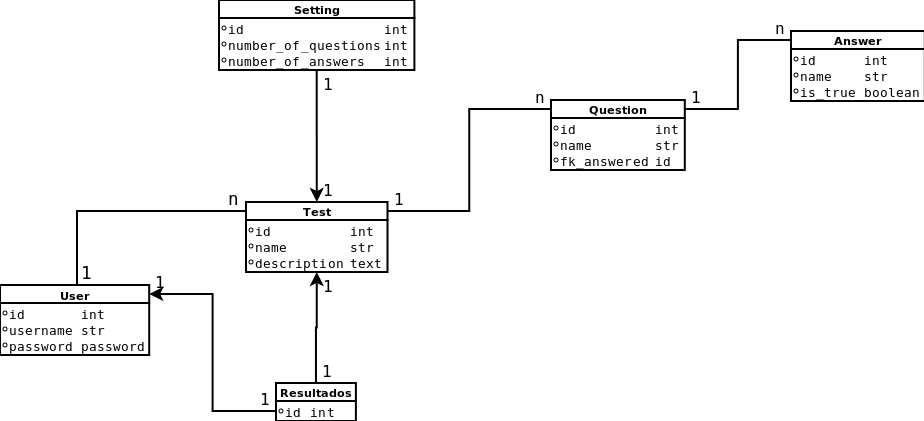 Setting
id int
number_of_questions int
number_of_answers int
1
1
Answer
id int
name str
is_true boolean
n
Question
id int
name str
fk_answered id
n
1
Test
id int
name str
description text
n
1
1
User
id int
username str
password password
1
1
Resultados
id int
1
1